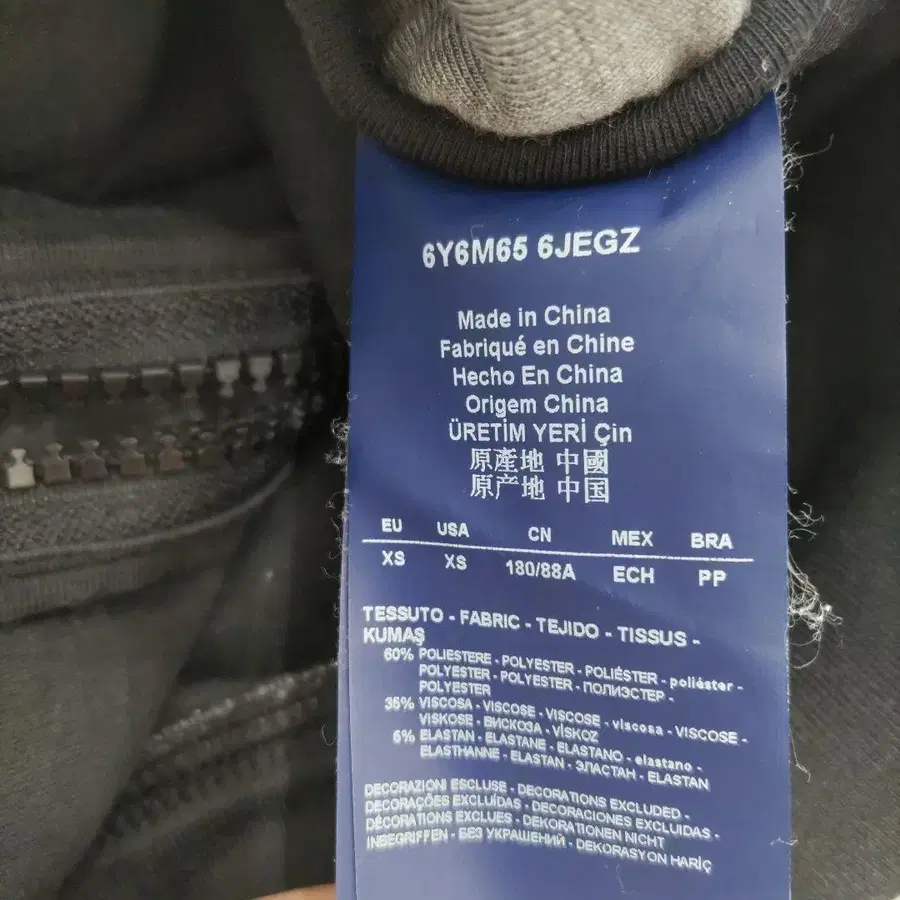 6Y6M65 6JEGZ
Made in China
Fabriqué en Chine
Hecho En China
Origem China
ÜRETİM YERİ Çin
原產地 中國
原产地 中国
EU USA CN MEX BRA
XS XS 180/88A ECH PP
TESSUTO - FABRIC - TEJIDO - TISSUS -
KUMAŞ
60% POLIESTERE - POLYESTER - POLIÉSTER - poliéster -
POLYESTER - POLYESTER - ПОЛИЭСТЕР -
POLYESTER
35% VISCOSA - VISCOSE - VISCOSE - viscosa - VISCOSE -
VISKOSE - ВИСКОЗА - VİSKOZ
5% ELASTAN - ELASTANE - ELASTANO - elastano -
ELASTHANNE - ELASTAN - ЭЛАСТАН - ELASTAN
DECORAZIONI ESCLUSE - DECORATIONS EXCLUDED -
DECORAÇÕES EXCLUÍDAS - DECORACIONES EXCLUIDAS -
DÉCORATIONS EXCLUES - DEKORATIONEN NICHT
INBEGRIFFEN - БЕЗ УКРАШЕНИЙ - DEKORASYON HARİÇ